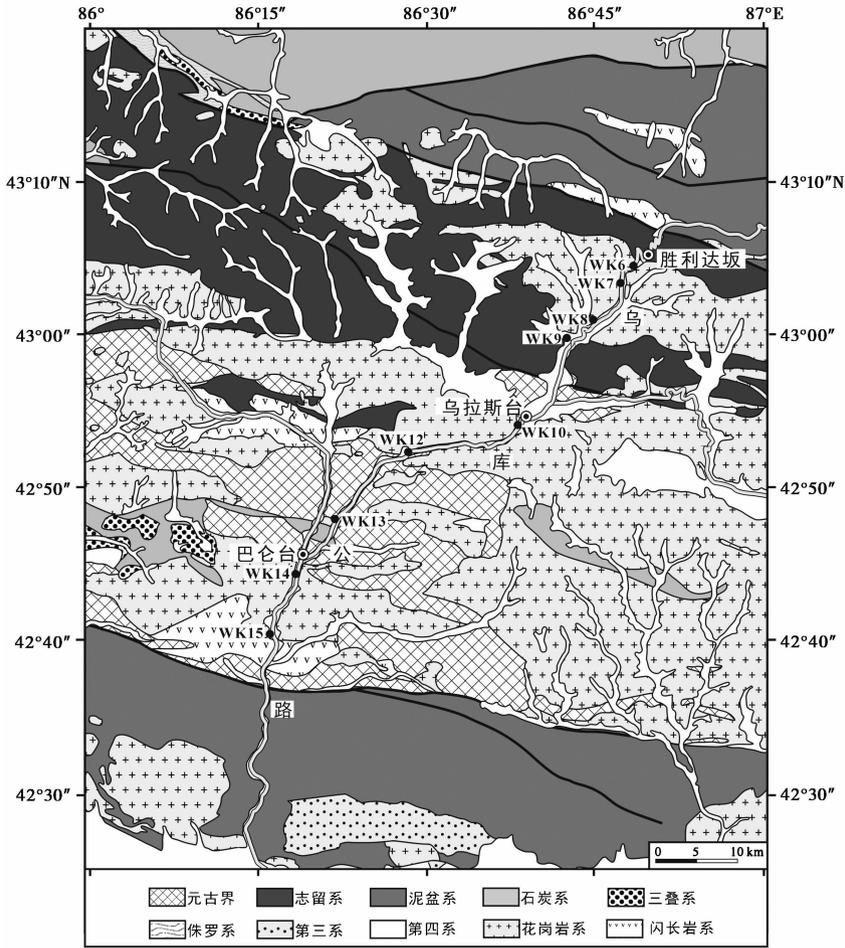 86° 86°15″ 86°30″ 86°45″ 87°E
43°10″N 43°10″N
胜利达坂
WK6
WK7
WK8 乌
43°00″ 43°00″
WK9
乌拉斯台
WK10
WK12
库
42°50″ 42°50″
WK13
巴仑台 公
WK14
WK15
42°40″ 42°40″
路
42°30″ 42°30″
0 5 10 km
元古界 志留系 泥盆系 石炭系 三叠系
侏罗系 第三系 第四系 花岗岩系 闪长岩系